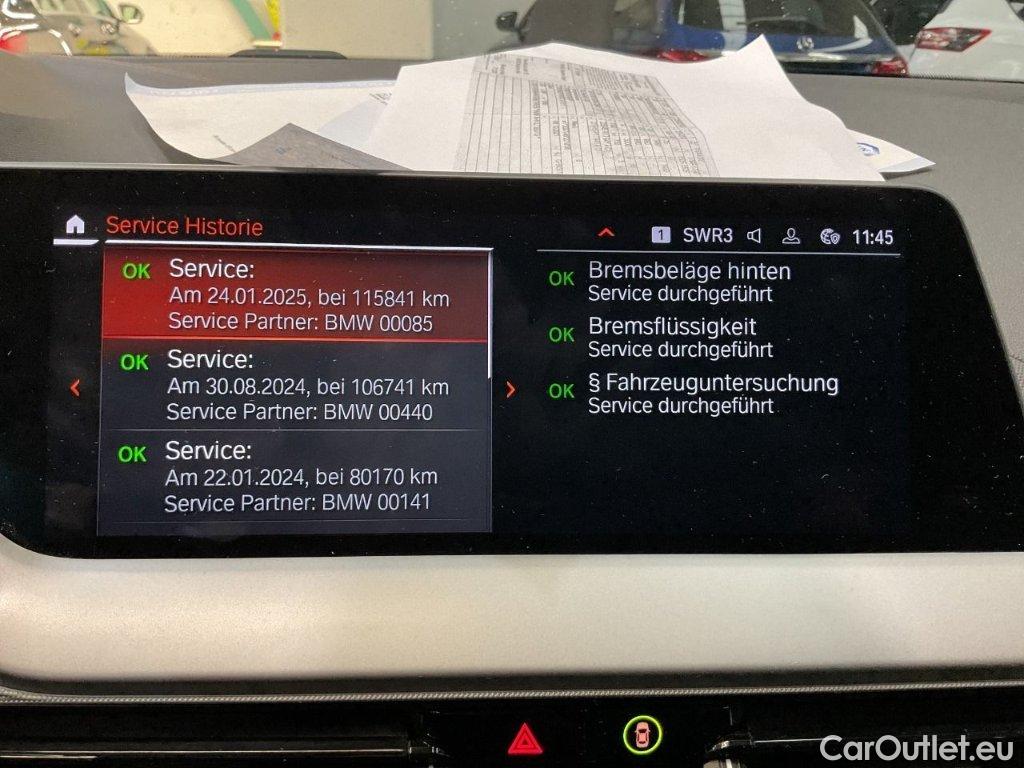 Service Historie
1 SWR3 11:45
OK Service:
Am 24.01.2025, bei 115841 km
Service Partner: BMW 00085
OK Service:
Am 30.08.2024, bei 106741 km
Service Partner: BMW 00440
OK Service:
Am 22.01.2024, bei 80170 km
Service Partner: BMW 00141
OK Bremsbeläge hinten
Service durchgeführt
OK Bremsflüssigkeit
Service durchgeführt
OK § Fahrzeuguntersuchung
Service durchgeführt
CarOutlet.eu